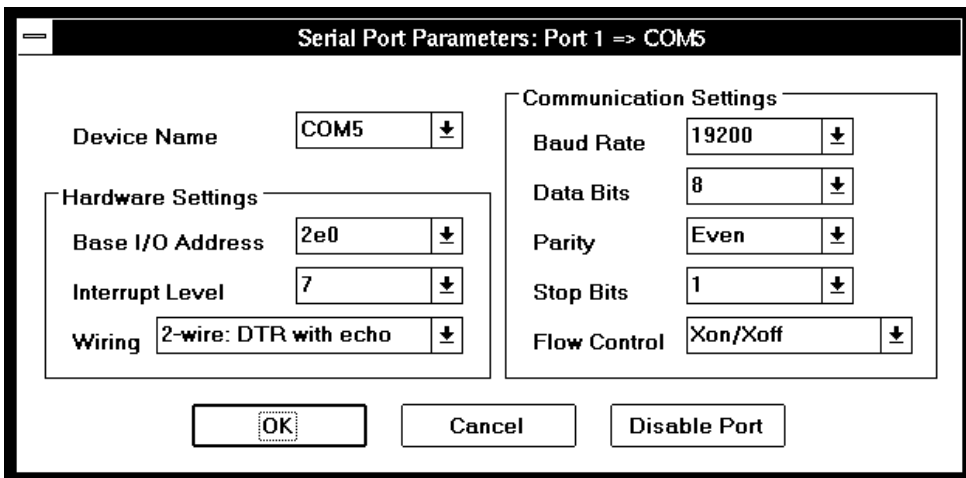 Serial Port Parameters: Port 1 => COM5
Device Name COM5
Hardware Settings
Base I/O Address 2e0
Interrupt Level 7
Wiring 2-wire: DTR with echo
Communication Settings
Baud Rate 19200
Data Bits 8
Parity Even
Stop Bits 1
Flow Control Xon/Xoff
OK Cancel Disable Port